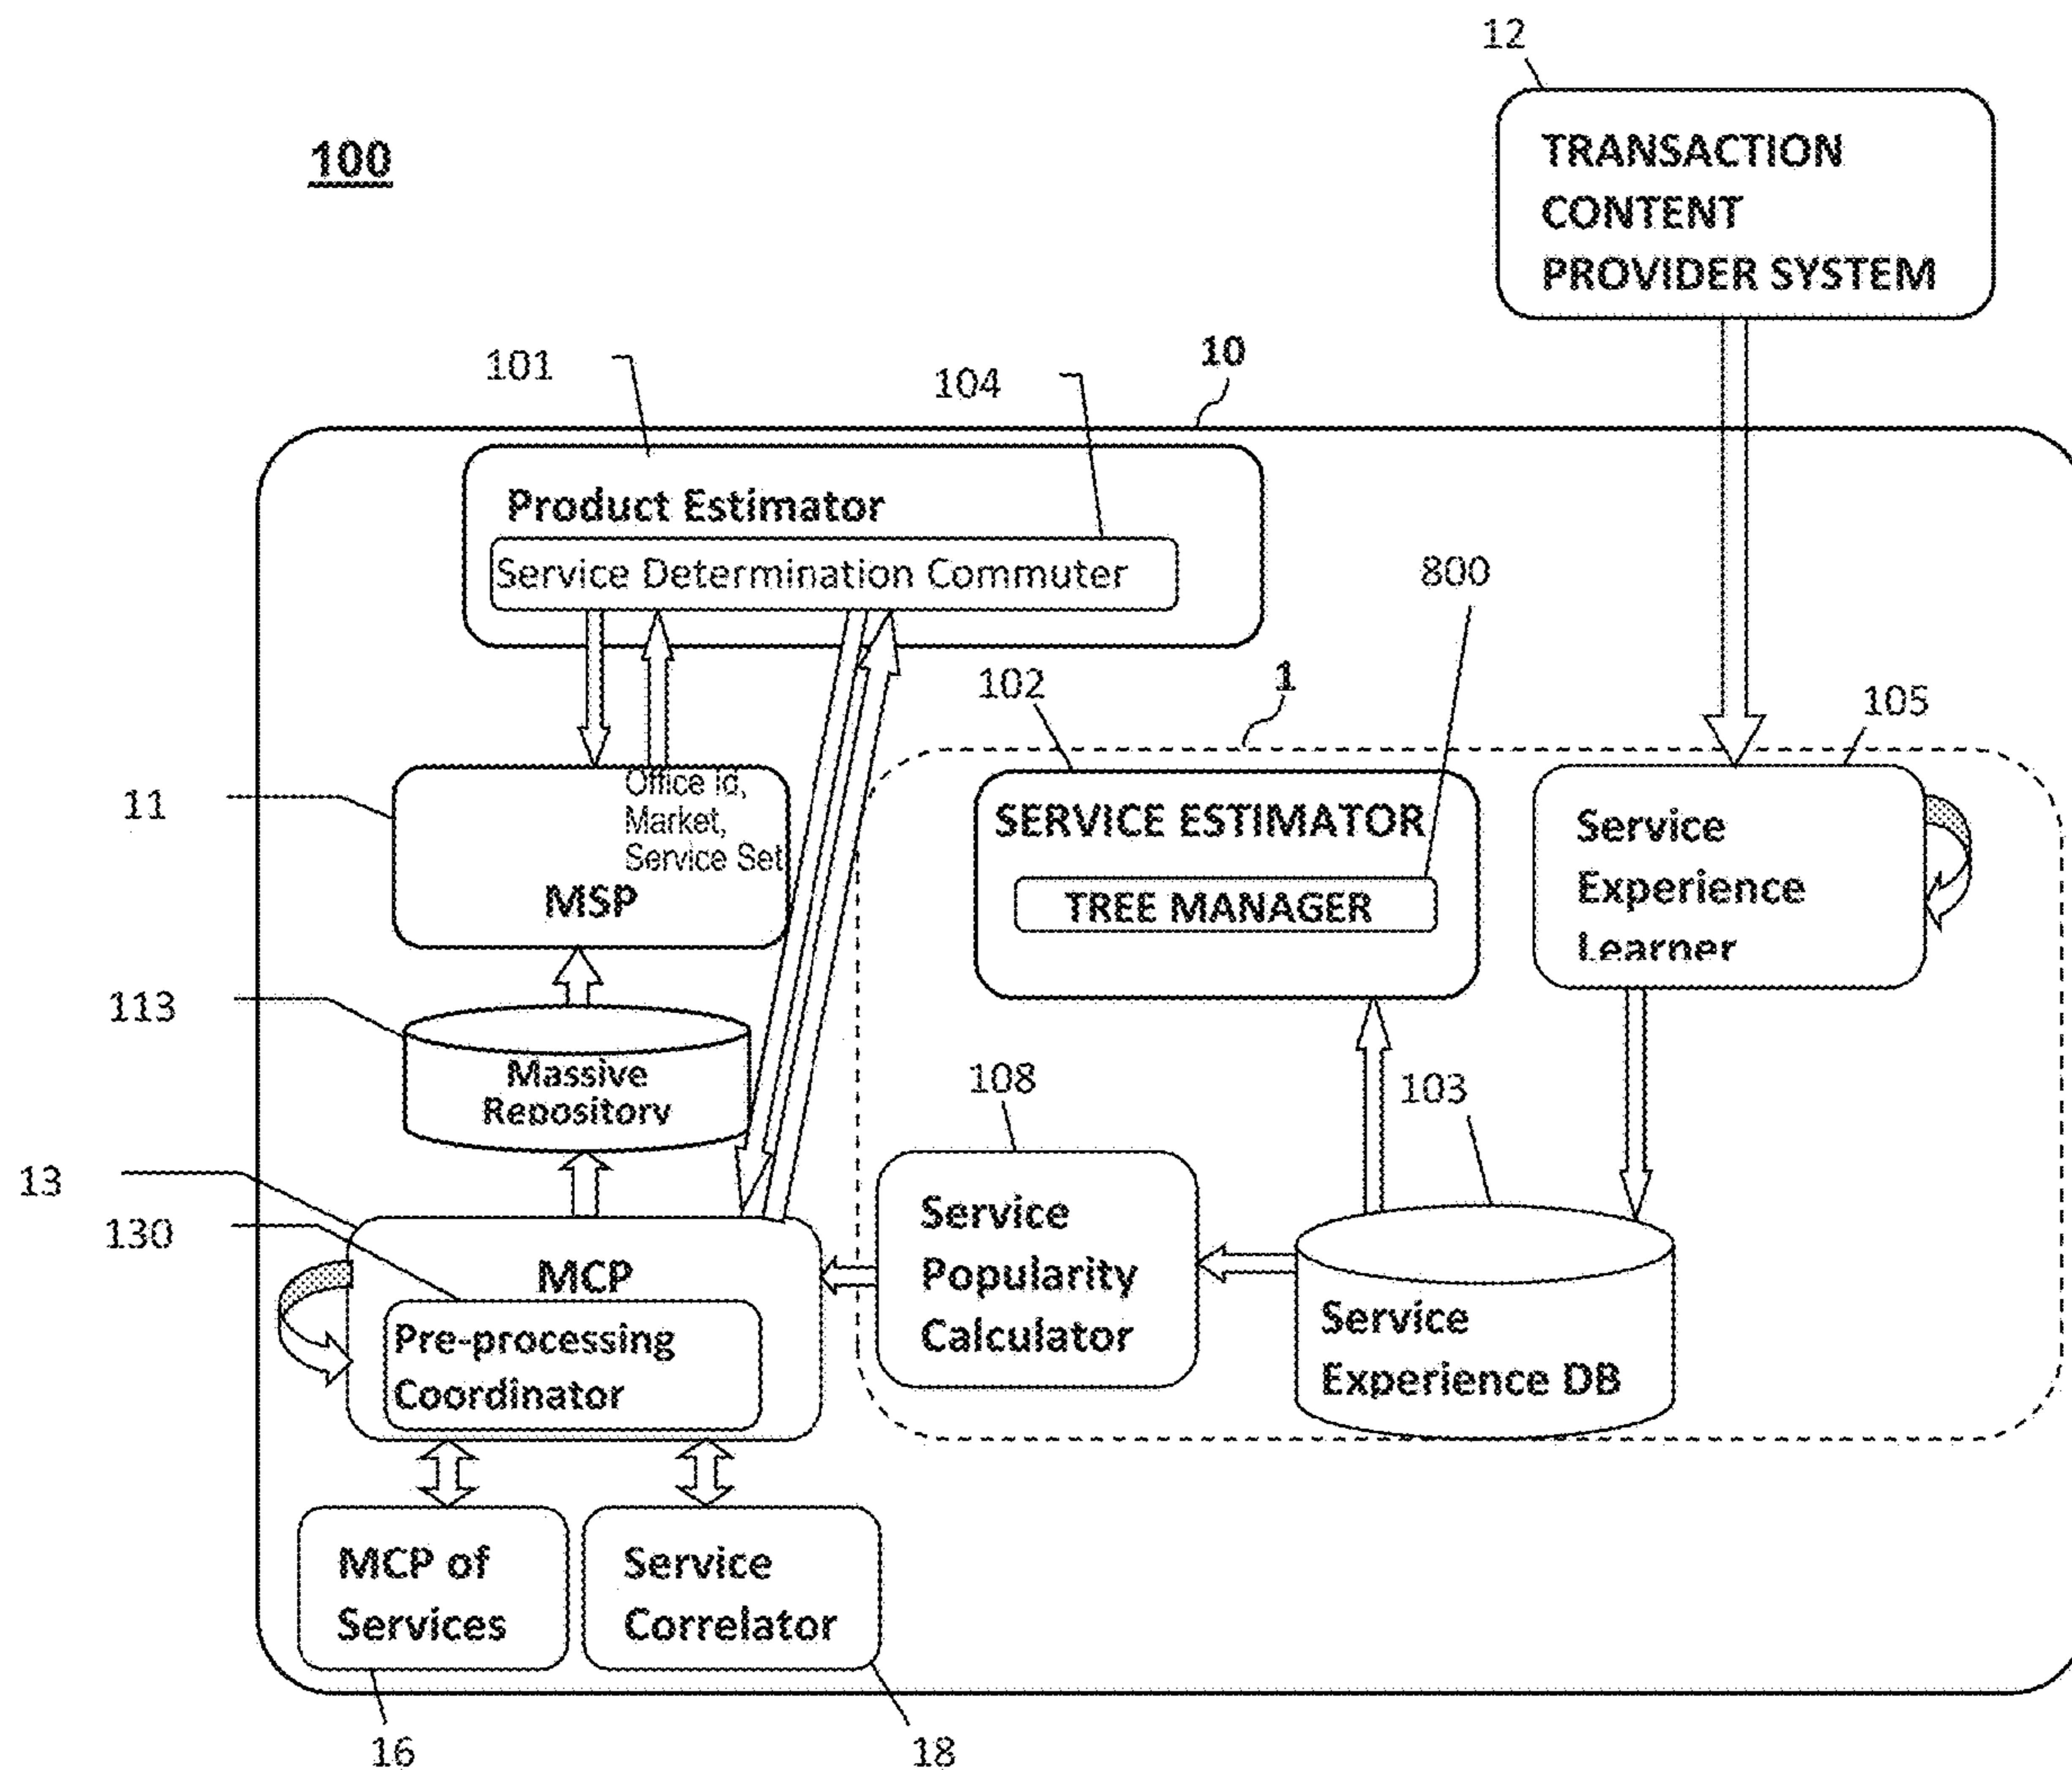 12
100
TRANSACTION
CONTENT
PROVIDER SYSTEM
10
101
104
Product Estimator
Service Determination Commuter
800
102
1
105
11
Office Id,
Market,
Service Set
MSP
SERVICE ESTIMATOR
TREE MANAGER
Service
Experience
Learner
113
Massive
Repository
108
103
13
130
MCP
Pre-processing
Coordinator
Service
Popularity
Calculator
Service
Experience DB
MCP of
Services
Service
Correlator
16
18